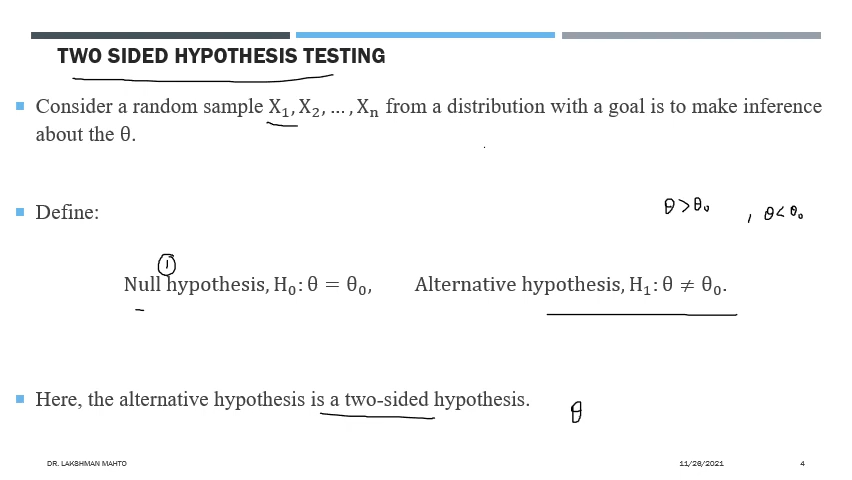 TWO SIDED HYPOTHESIS TESTING
Consider a random sample X₁, X₂, … , Xₙ from a distribution with a goal is to make inference
about the θ.
Define:
θ > θ₀ , θ < θ₀
1
Null hypothesis, H₀: θ = θ₀, Alternative hypothesis, H₁: θ ≠ θ₀.
Here, the alternative hypothesis is a two-sided hypothesis.
θ
DR. LAKSHMAN MAHTO 11/26/2021 4